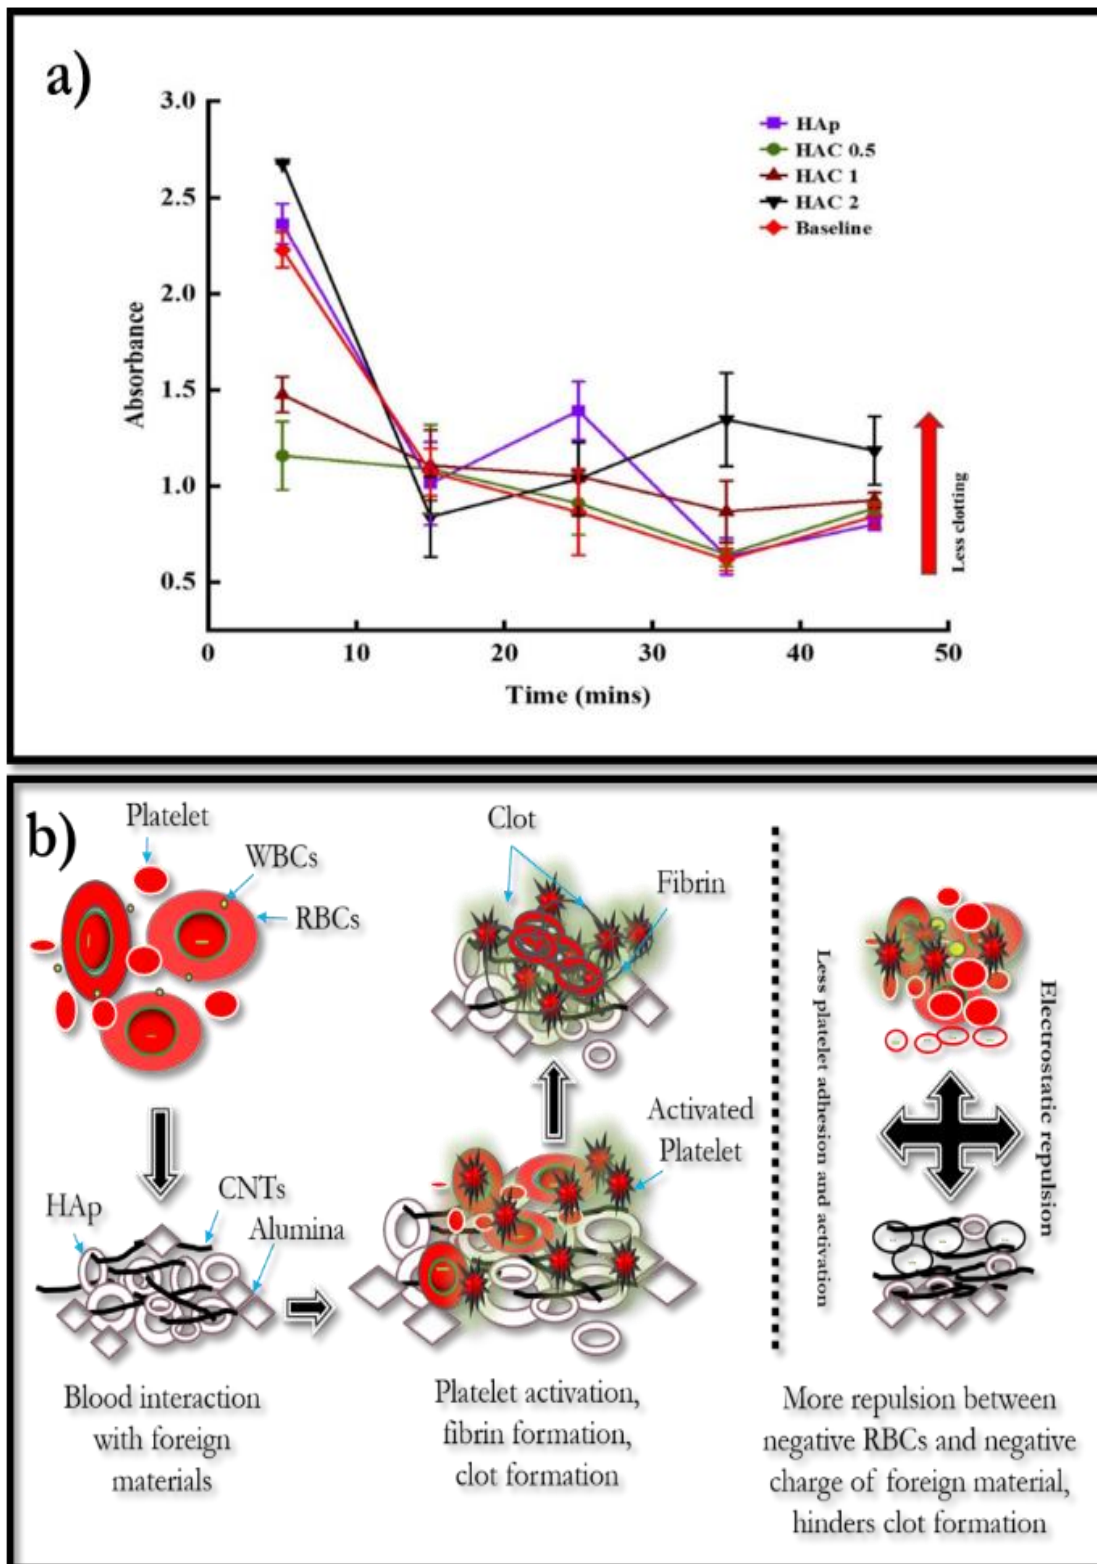 a)
3.0
2.5
2.0
1.5
1.0
0.5
Absorbance
HAp
HAC 0.5
HAC 1
HAC 2
Baseline
Less clotting
0
10
20
30
40
50
Time (mins)
b)
Platelet
WBCs
RBCs
HAp
CNTs
Alumina
Blood interaction
with foreign
materials
Clot
Fibrin
Activated
Platelet
Platelet activation,
fibrin formation,
clot formation
Less platelet adhesion and activation
Electrostatic repulsion
More repulsion between
negative RBCs and negative
charge of foreign material,
hinders clot formation